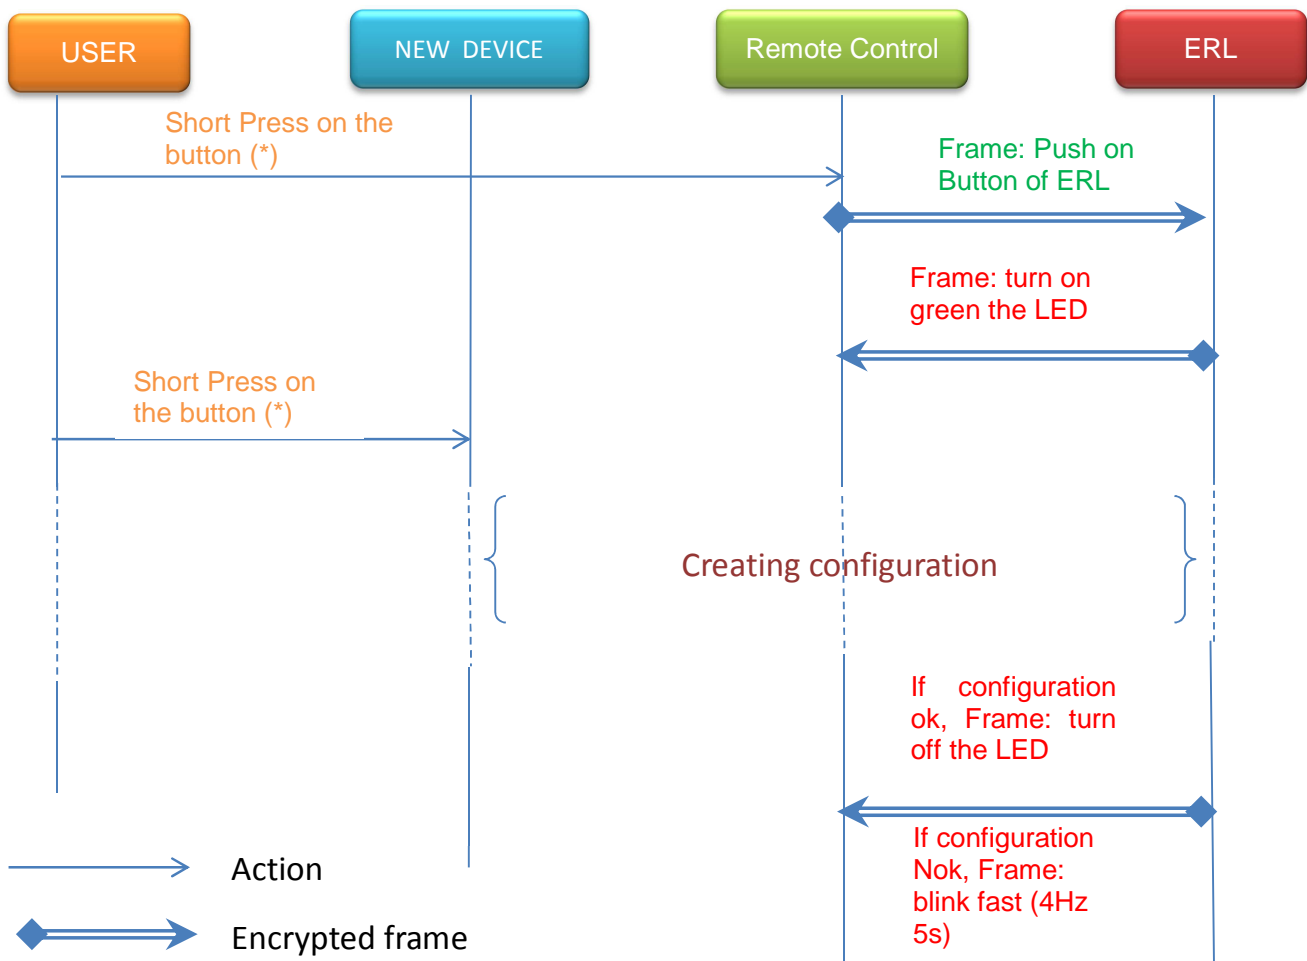 USER
NEW DEVICE
Remote Control
ERL
Short Press on the
button (*)
Frame: Push on
Button of ERL
Frame: turn on
green the LED
Short Press on
the button (*)
Creating configuration
If configuration
ok, Frame: turn
off the LED
If configuration
Nok, Frame:
blink fast (4Hz
5s)
Action
Encrypted frame